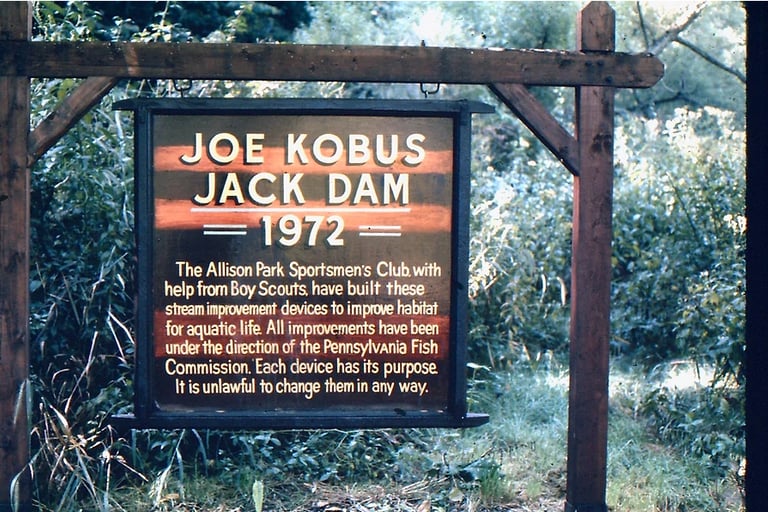 JOE KOBUS
JACK DAM
1972
The Allison Park Sportsmen's Club, with
help from Boy Scouts, have built these
stream improvement devices to improve habitat
for aquatic life. All improvements have been
under the direction of the Pennsylvania Fish
Commission. Each device has its purpose.
It is unlawful to change them in any way.